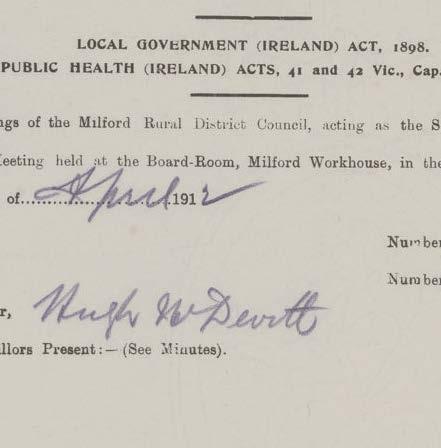 LOCAL GOVERNMENT (IRELAND) ACT, 1898.
PUBLIC HEALTH (IRELAND) ACTS, 41 and 42 Vic., Cap.
ngs of the Milford Rural District Council, acting as the S
Meeting held at the Board-Room, Milford Workhouse, in the
of April 1912
Number
Number
r, Hugh McDevitt
illors Present:— (See Minutes).